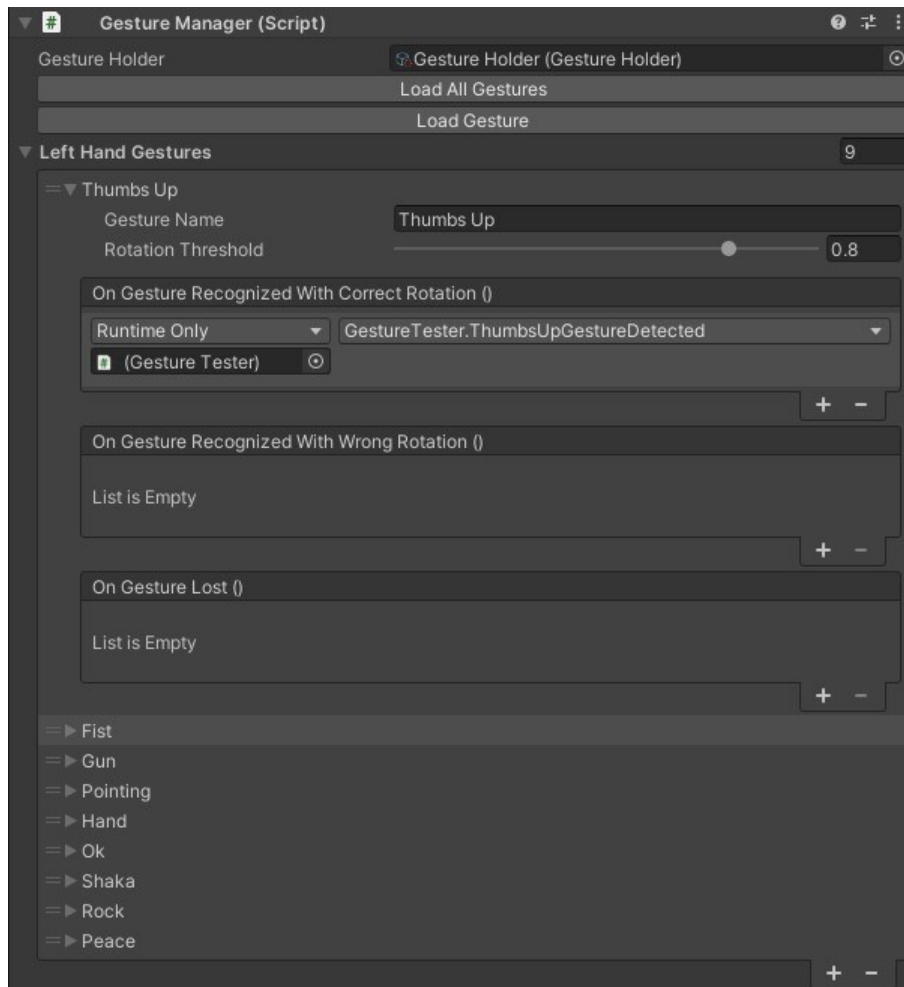 Gesture Manager (Script)
Gesture Holder Gesture Holder (Gesture Holder)
Load All Gestures
Load Gesture
Left Hand Gestures 9
Thumbs Up
Gesture Name Thumbs Up
Rotation Threshold 0.8
On Gesture Recognized With Correct Rotation ()
Runtime Only GestureTester.ThumbsUpGestureDetected
(Gesture Tester)
On Gesture Recognized With Wrong Rotation ()
List is Empty
On Gesture Lost ()
List is Empty
Fist
Gun
Pointing
Hand
Ok
Shaka
Rock
Peace